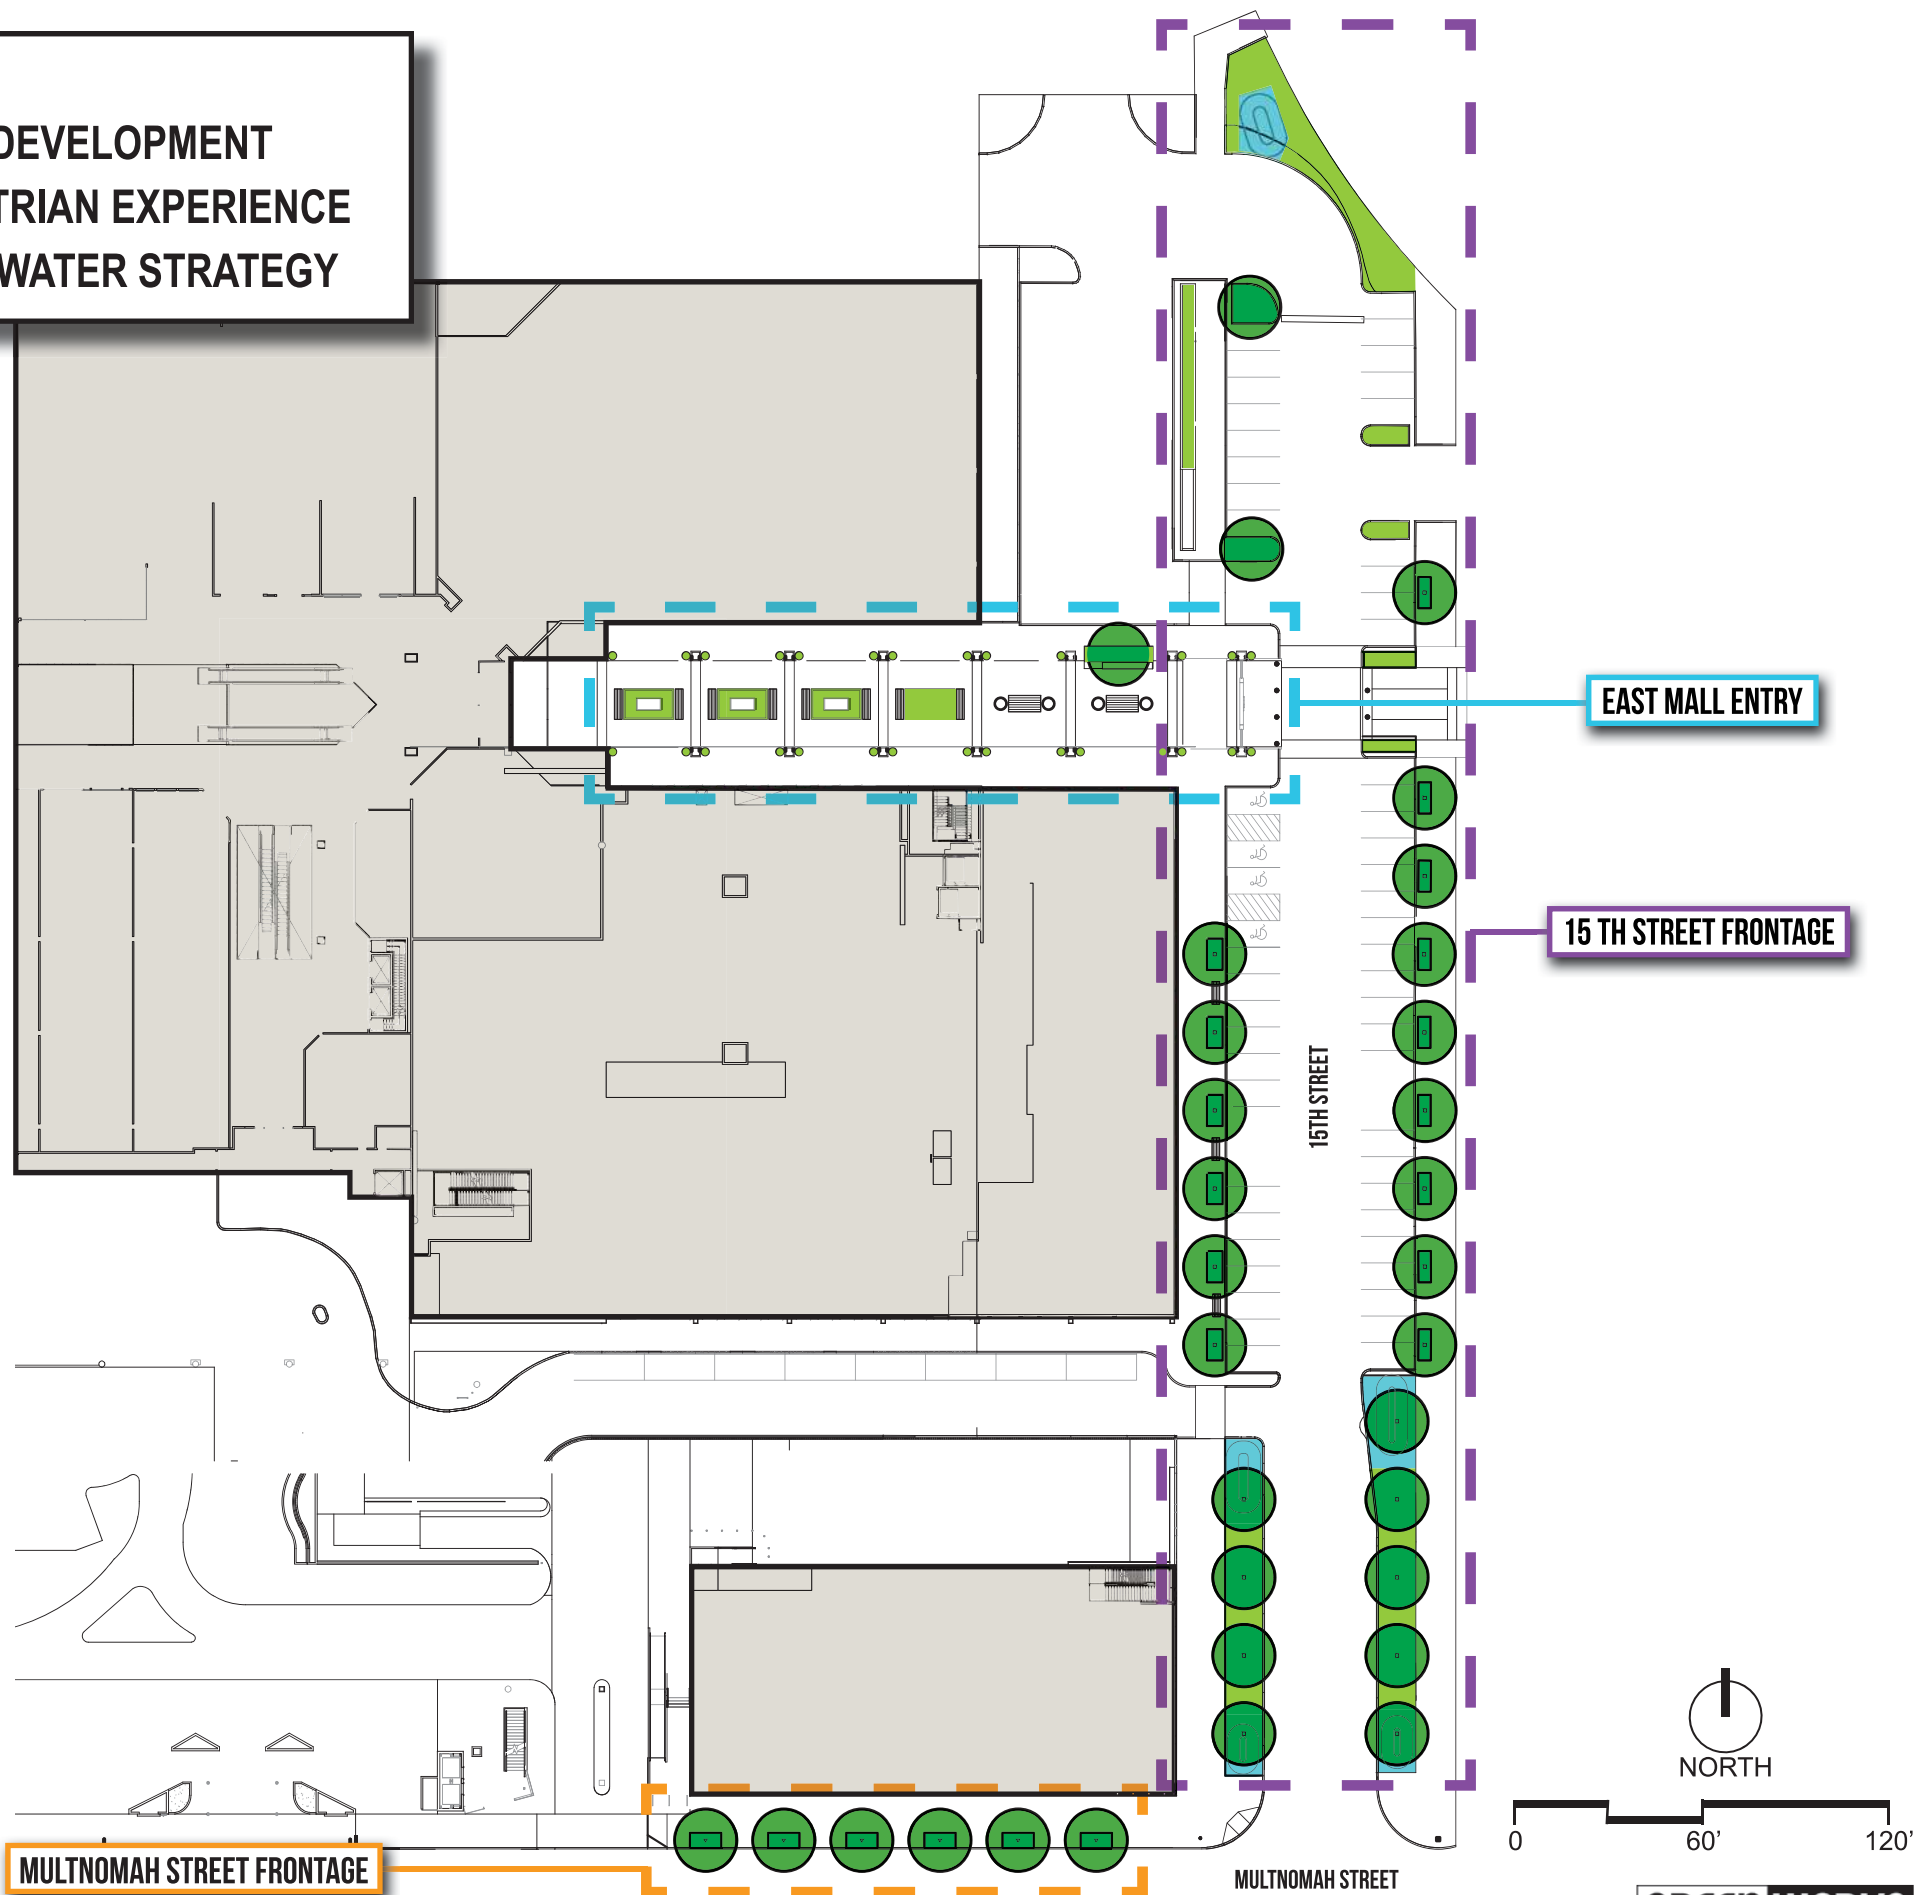 DEVELOPMENT
TRIAN EXPERIENCE
WATER STRATEGY
EAST MALL ENTRY
15 TH STREET FRONTAGE
15TH STREET
NORTH
0 60' 120'
MULTNOMAH STREET FRONTAGE
MULTNOMAH STREET